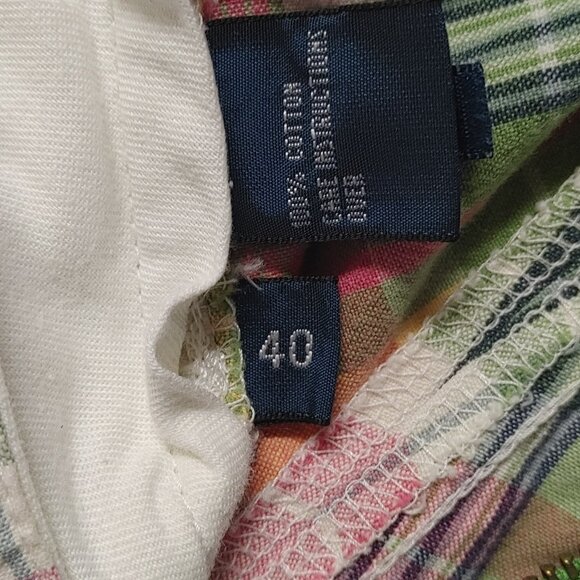 100% COTTON
CARE INSTRUCTIONS
OVER
40